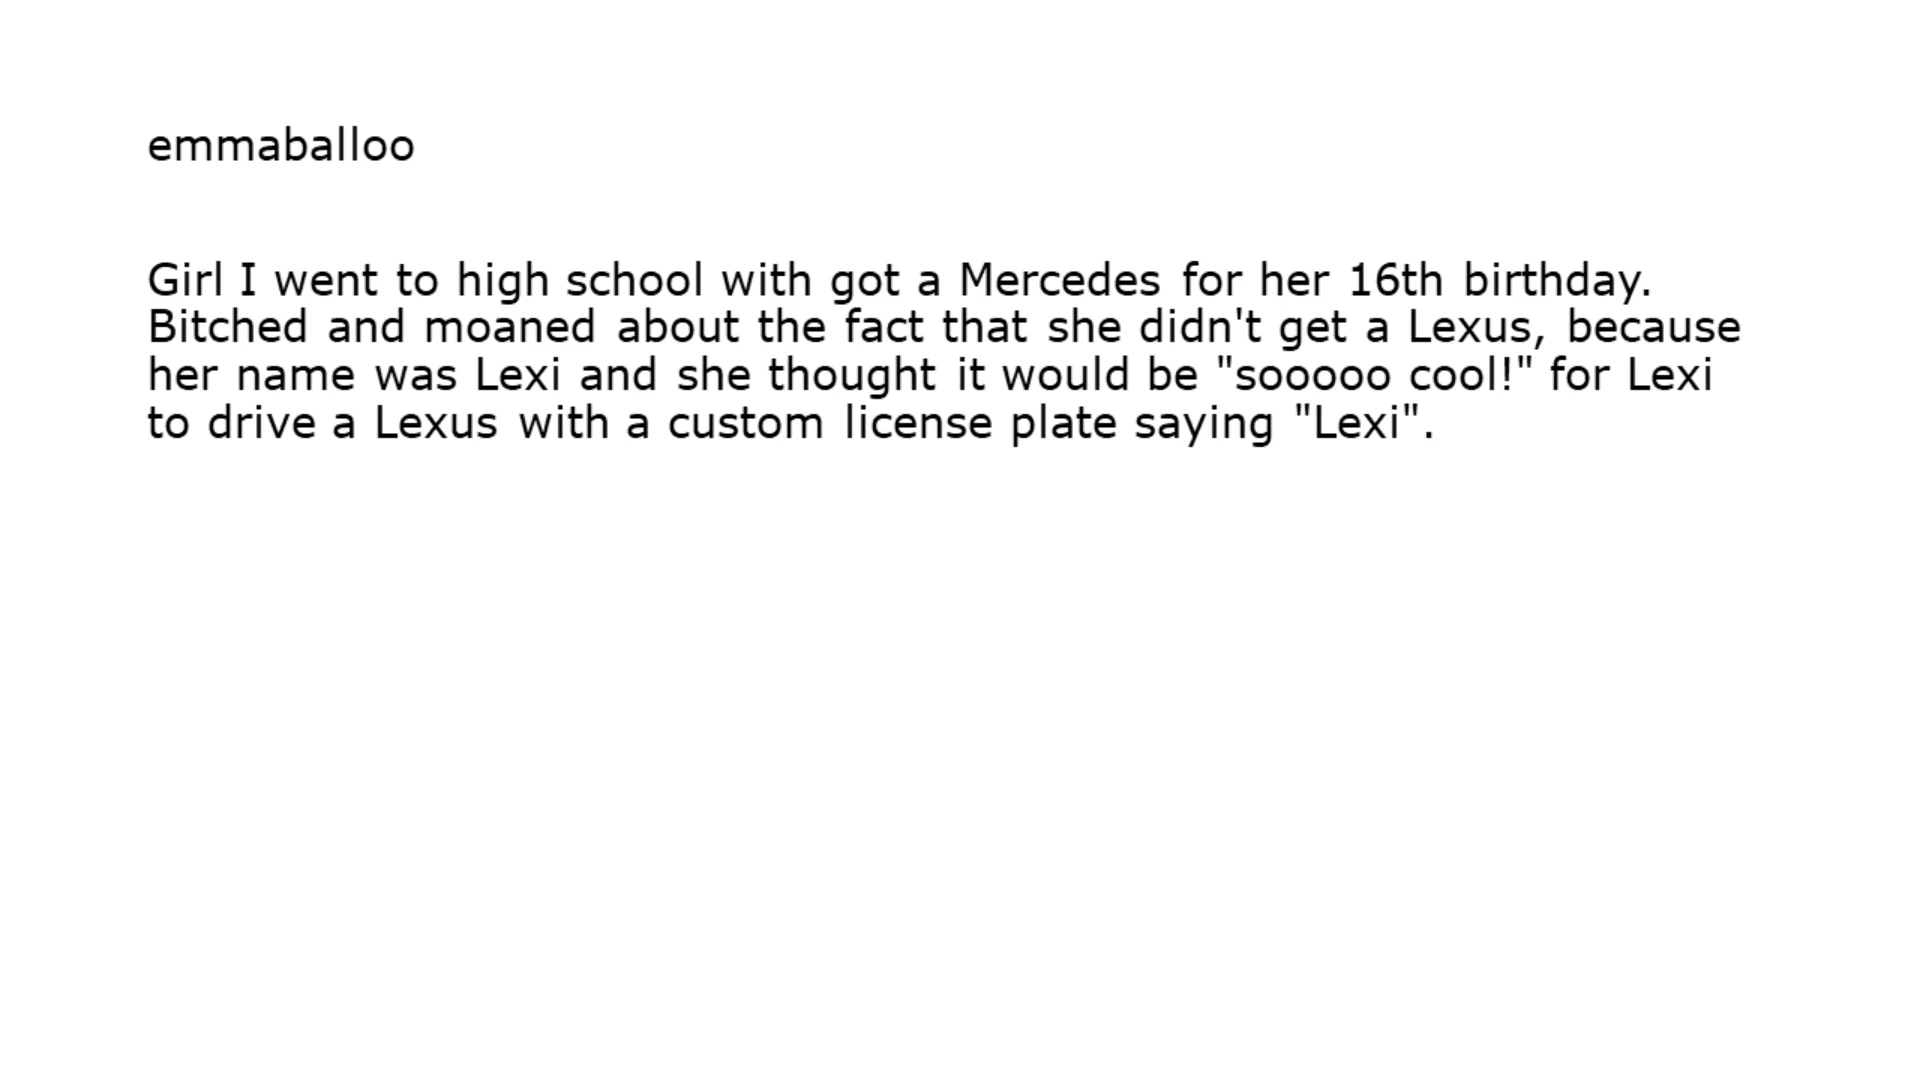 emmaballoo
Girl I went to high school with got a Mercedes for her 16th birthday.
Bitched and moaned about the fact that she didn't get a Lexus, because
her name was Lexi and she thought it would be "sooooo cool!" for Lexi
to drive a Lexus with a custom license plate saying "Lexi".